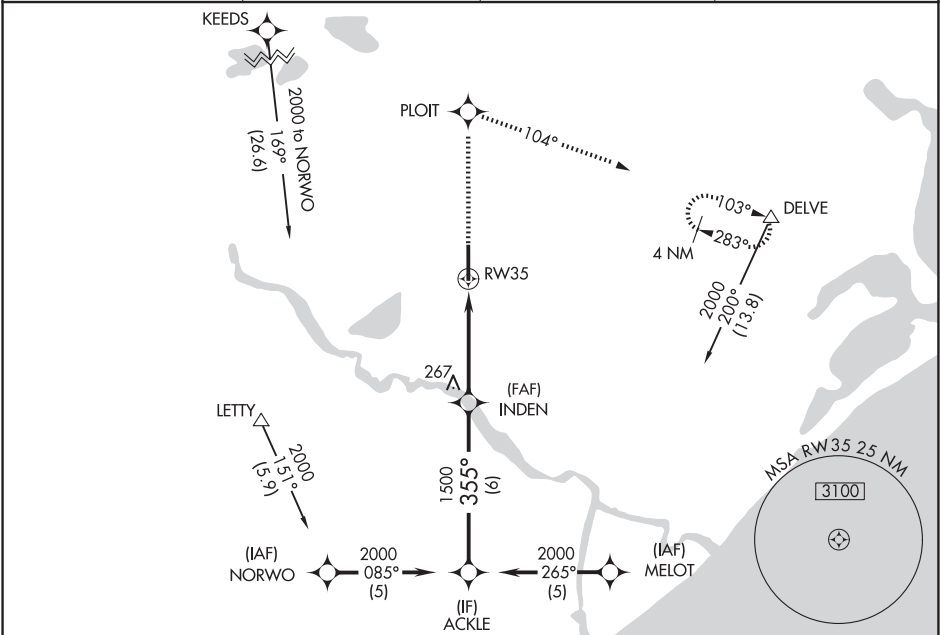 KEEDS
2000 to NORWO
169°
(26.6)
PLOIT
104°
103°
DELVE
283°
4 NM
RW35
2000
200°
(13.8)
267
(FAF)
INDEN
LETTY
2000
151°
(5.9)
1500
355°
(6)
MSA RW35 25 NM
3100
(IAF)
NORWO
2000
085°
(5)
2000
265°
(5)
(IAF)
MELOT
(IF)
ACKLE